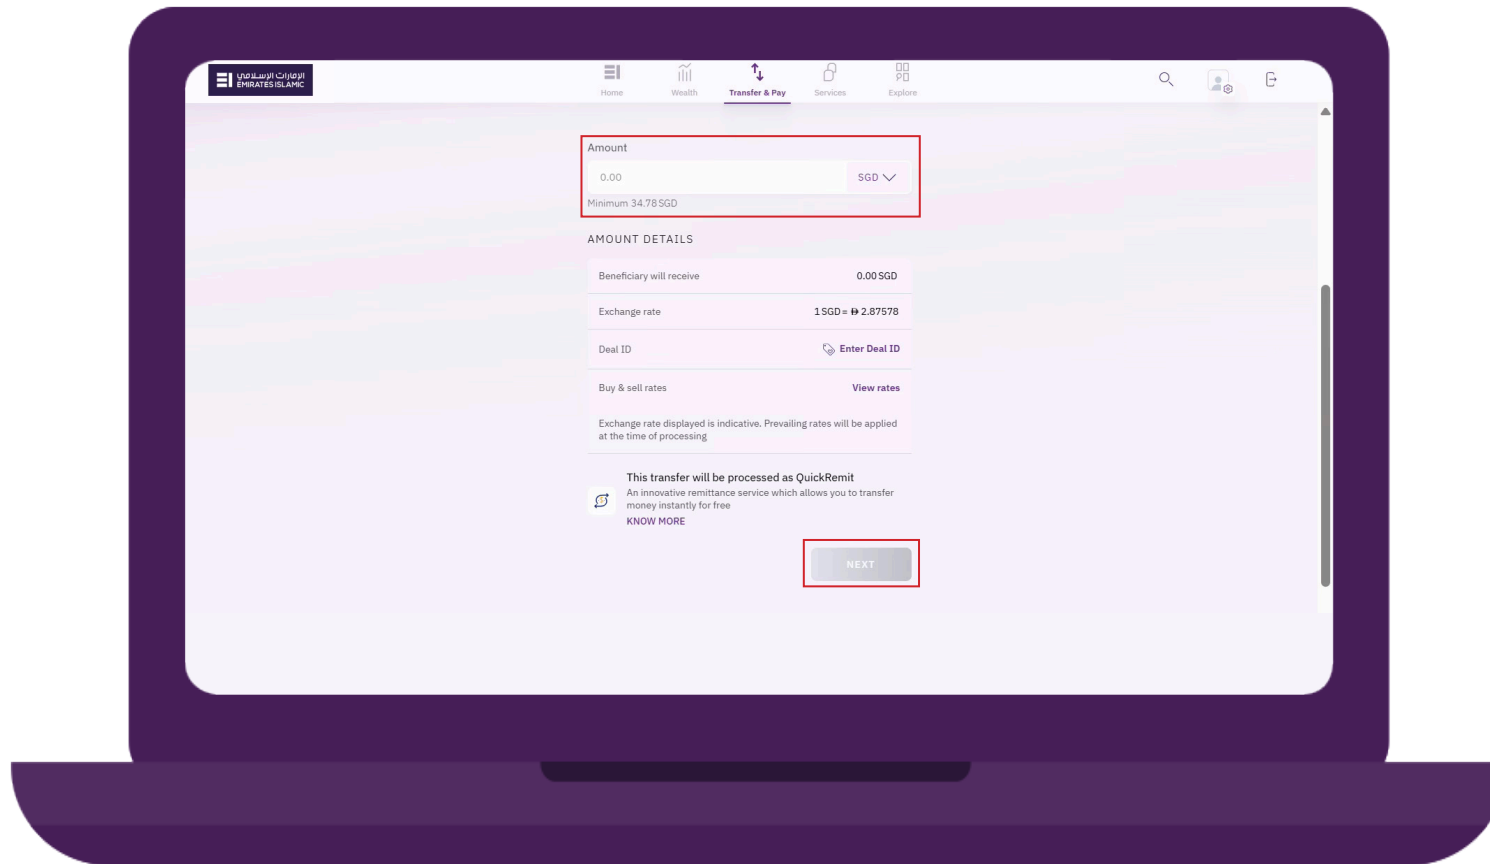 الإمارات الإسلامي
EMIRATES ISLAMIC
Home
Wealth
Transfer & Pay
Services
Explore
Amount
0.00
SGD
Minimum 34.78 SGD
AMOUNT DETAILS
Beneficiary will receive 0.00 SGD
Exchange rate 1 SGD = 2.87578
Deal ID Enter Deal ID
Buy & sell rates View rates
Exchange rate displayed is indicative. Prevailing rates will be applied
at the time of processing
This transfer will be processed as QuickRemit
An innovative remittance service which allows you to transfer
money instantly for free
KNOW MORE
NEXT